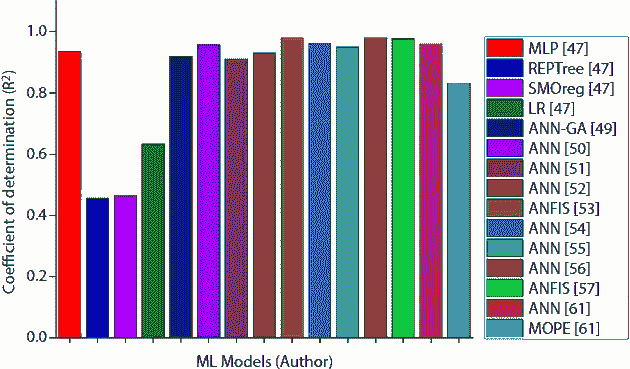 1.0
0.8
0.6
0.4
0.2
0.0
Coefficient of determination (R²)
ML Models (Author)
MLP [47]
REPTree [47]
SMOreg [47]
LR [47]
ANN-GA [49]
ANN [50]
ANN [51]
ANN [52]
ANFIS [53]
ANN [54]
ANN [55]
ANN [56]
ANFIS [57]
ANN [61]
MOPE [61]